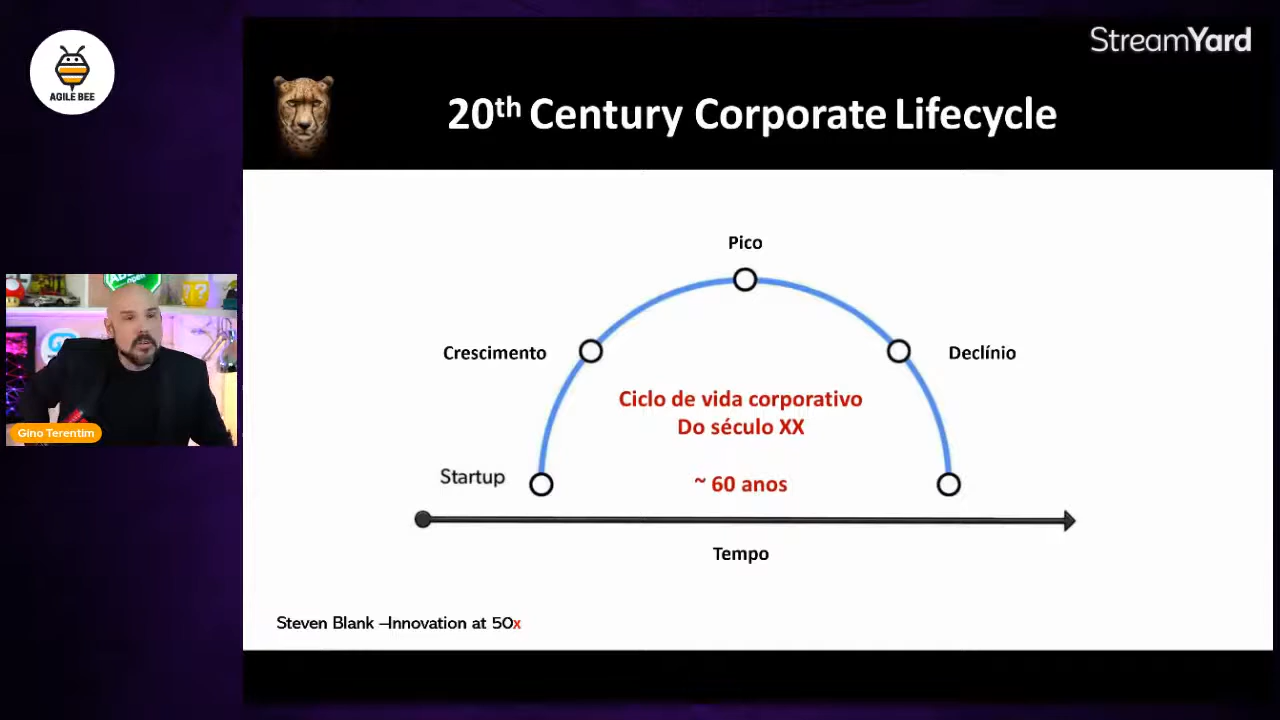 AGILE BEE
StreamYard
20th Century Corporate Lifecycle
Pico
Crescimento
Declínio
Ciclo de vida corporativo
Do século XX
Startup
~ 60 anos
Tempo
Gino Terentim
Steven Blank –Innovation at 50x